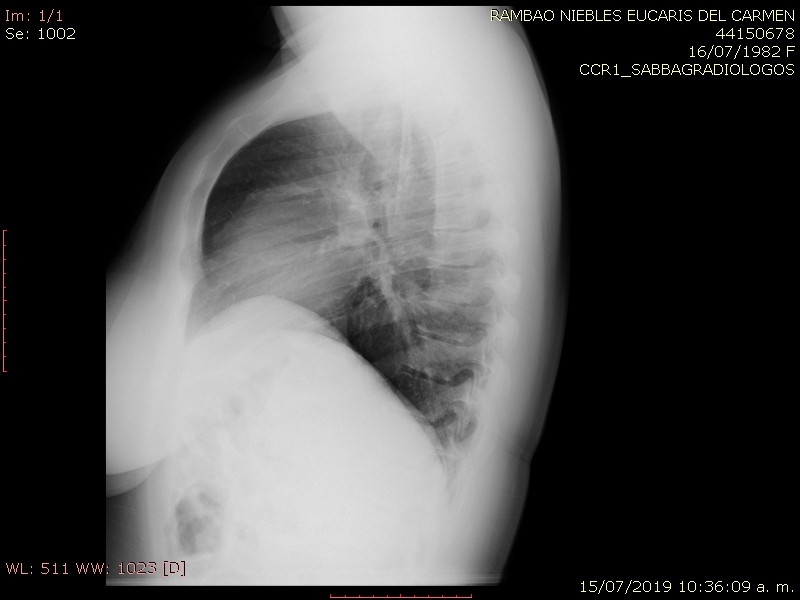 Im: 1/1
Se: 1002
RAMBAO NIEBLES EUCARIS DEL CARMEN
44150678
16/07/1982 F
CCR1_SABBAGRADIOLOGOS
WL: 511 WW: 1023 [D]
15/07/2019 10:36:09 a. m.